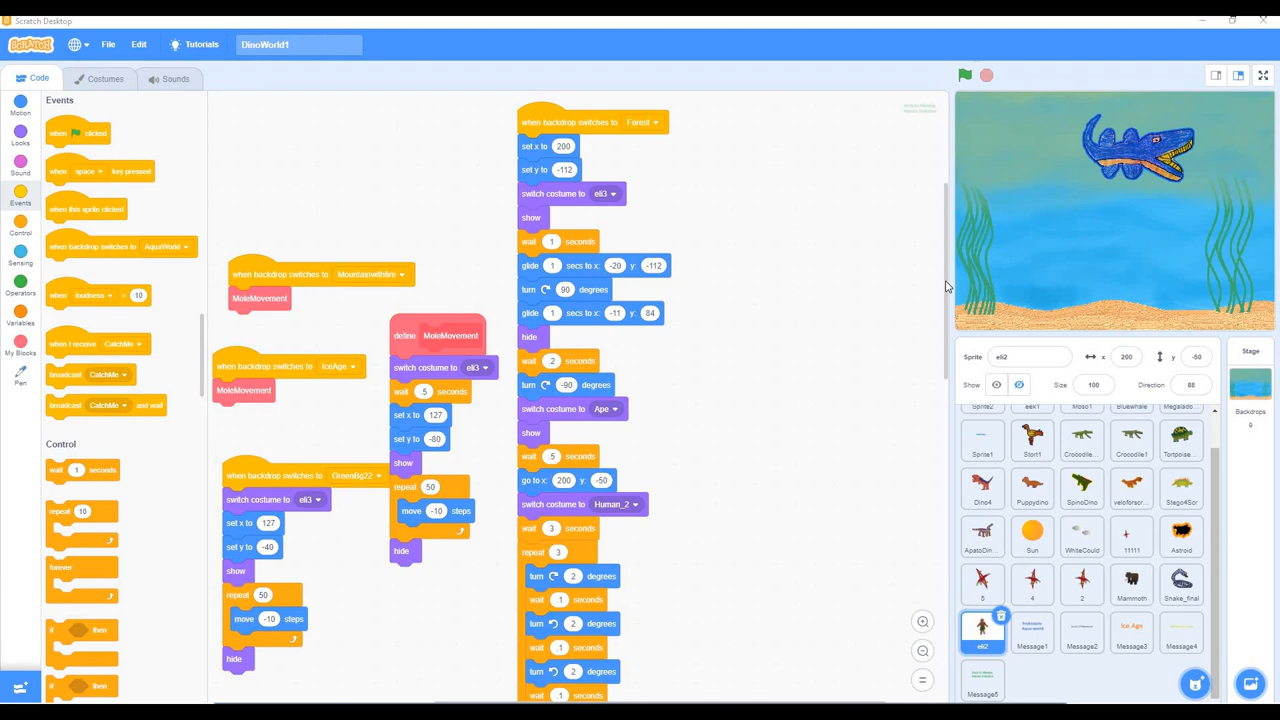 Scratch Desktop
SCRATCH
File
Edit
Tutorials
DinoWorld1
Code
Costumes
Sounds
Motion
Looks
Sound
Events
Control
Sensing
Operators
Variables
My Blocks
Pen
Events
when clicked
when space key pressed
when this sprite clicked
when backdrop switches to AquaWorld
when loudness > 10
when I receive CatchMe
broadcast CatchMe
broadcast CatchMe and wait
Control
wait 1 seconds
repeat 10
forever
if then
if then
when backdrop switches to Mountainwithfire
MoleMovement
when backdrop switches to IceAge
MoleMovement
when backdrop switches to GreenBg22
switch costume to eli3
set x to 127
set y to -40
show
repeat 50
move -10 steps
hide
define MoleMovement
switch costume to eli3
wait .5 seconds
set x to 127
set y to -80
show
repeat 50
move -10 steps
hide
when backdrop switches to Forest
set x to 200
set y to -112
switch costume to eli3
show
wait 1 seconds
glide 1 secs to x: -20 y: -112
turn 90 degrees
glide 1 secs to x: -11 y: 84
hide
wait .2 seconds
turn -90 degrees
switch costume to Ape
show
wait .5 seconds
go to x: 200 y: -50
switch costume to Human_2
wait 3 seconds
repeat 3
turn 2 degrees
wait .1 seconds
turn 2 degrees
wait .1 seconds
turn 2 degrees
wait .1 seconds
Sprite eli2 x 200 y -50
Show Size 100 Direction 88
Stage
Backdrops
9
Sprite2 eek1 Moso1 Bluewhale Megalado...
Sprite1 Stort1 Crocodile... Crocodile1 Tortpoise...
Dino4 Puppydino SpinoDino veloforsor... Stego4Sor
ApatoDin... Sun WhiteCould 11111 Astroid
5 4 2 Mammoth Snake_final
eli2 Message1 Message2 Message3 Message4
Prehistoric
Aqua world
Ice Age
Message5